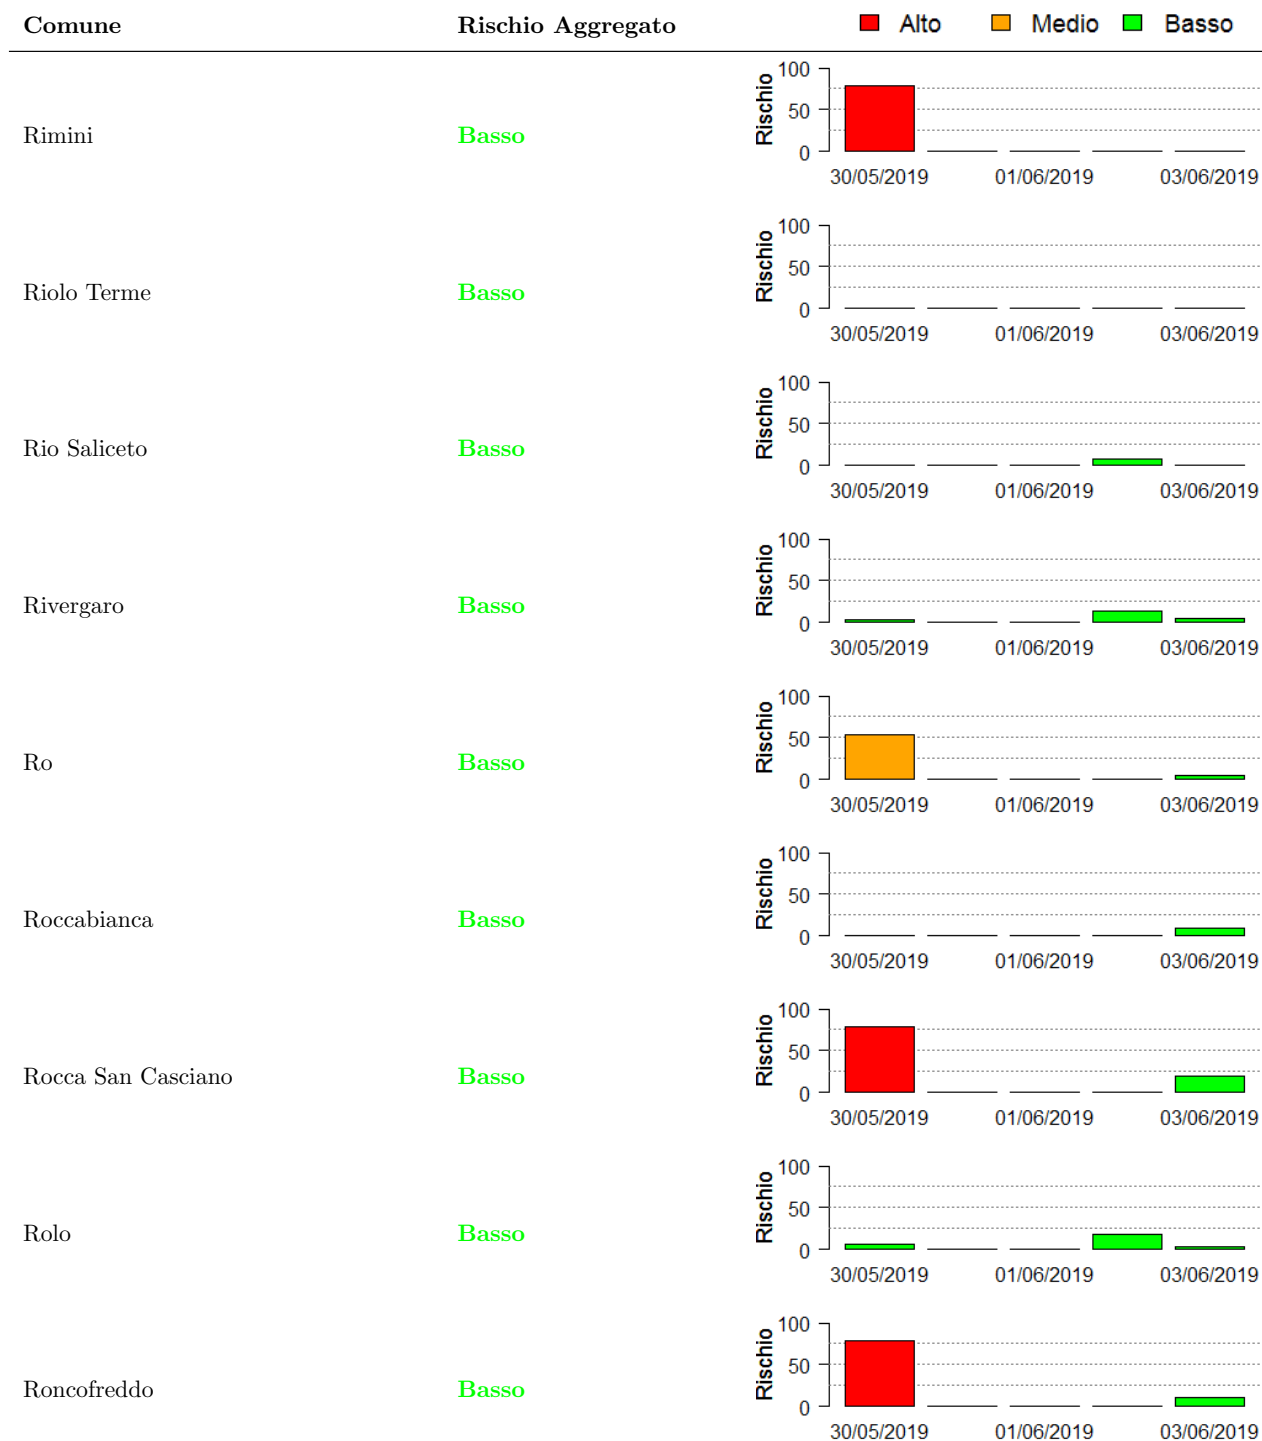 Comune Rischio Aggregato Alto Medio Basso
Rimini Basso
Rischio
100
50
0
30/05/2019 01/06/2019 03/06/2019
Riolo Terme Basso
Rischio
100
50
0
30/05/2019 01/06/2019 03/06/2019
Rio Saliceto Basso
Rischio
100
50
0
30/05/2019 01/06/2019 03/06/2019
Rivergaro Basso
Rischio
100
50
0
30/05/2019 01/06/2019 03/06/2019
Ro Basso
Rischio
100
50
0
30/05/2019 01/06/2019 03/06/2019
Roccabianca Basso
Rischio
100
50
0
30/05/2019 01/06/2019 03/06/2019
Rocca San Casciano Basso
Rischio
100
50
0
30/05/2019 01/06/2019 03/06/2019
Rolo Basso
Rischio
100
50
0
30/05/2019 01/06/2019 03/06/2019
Roncofreddo Basso
Rischio
100
50
0
30/05/2019 01/06/2019 03/06/2019